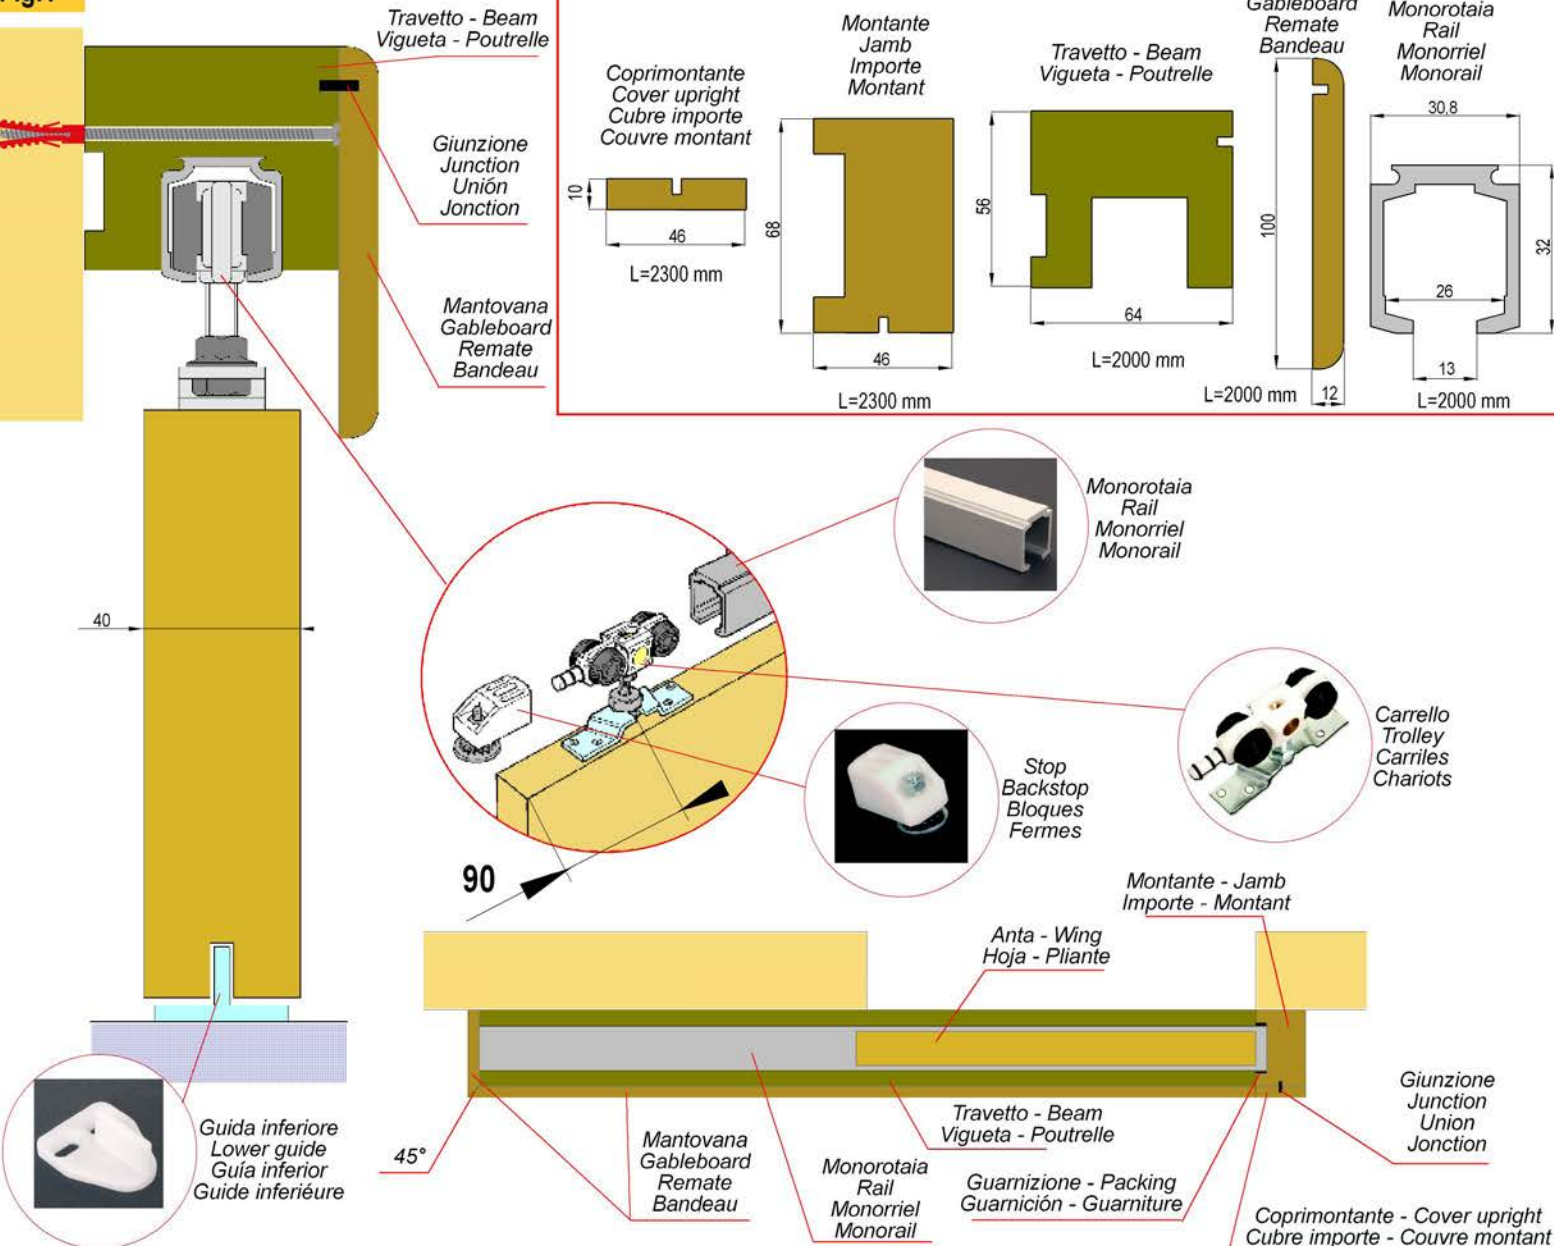 Travetto - Beam
Vigueta - Poutrelle
Giunzione
Junction
Unión
Jonction
Mantovana
Gableboard
Remate
Bandeau
Coprimontante
Cover upright
Cubre importe
Couvre montant
10
46
L=2300 mm
Montante
Jamb
Importe
Montant
68
46
L=2300 mm
Travetto - Beam
Vigueta - Poutrelle
56
64
L=2000 mm
Gableboard
Remate
Bandeau
100
L=2000 mm
12
Monorotaia
Rail
Monorriel
Monorail
30,8
32
26
13
L=2000 mm
40
Monorotaia
Rail
Monorriel
Monorail
Carrello
Trolley
Carriles
Chariots
Stop
Backstop
Bloques
Fermes
90
Guida inferiore
Lower guide
Guía inferior
Guide inferiéure
Montante - Jamb
Importe - Montant
Anta - Wing
Hoja - Pliante
45°
Mantovana
Gableboard
Remate
Bandeau
Monorotaia
Rail
Monorriel
Monorail
Travetto - Beam
Vigueta - Poutrelle
Guarnizione - Packing
Guarnición - Guarniture
Giunzione
Junction
Union
Jonction
Coprimontante - Cover upright
Cubre importe - Couvre montant